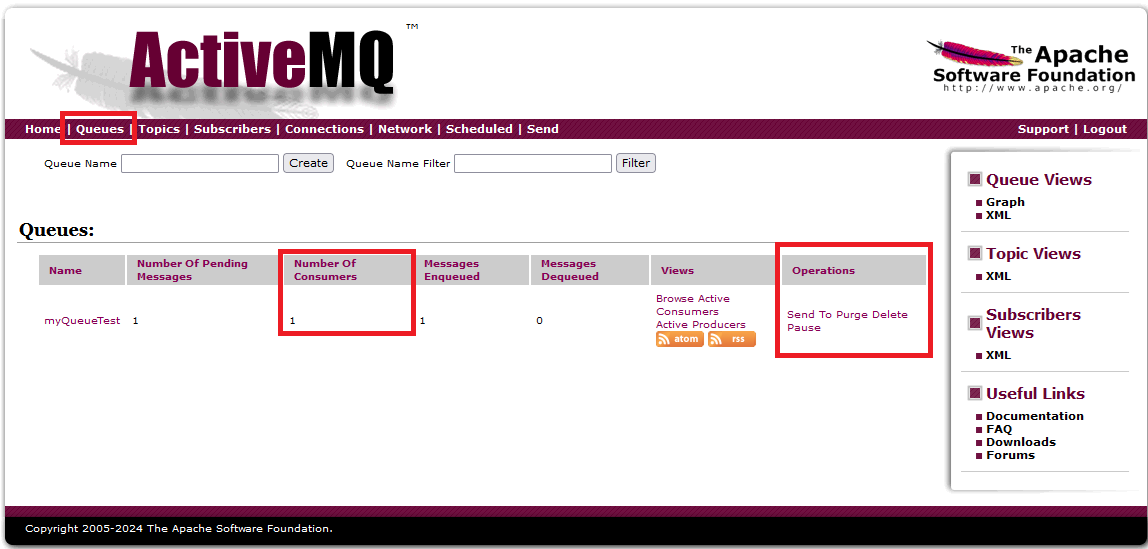 ActiveMQ™
The Apache
Software Foundation
http://www.apache.org/
Home | Queues | Topics | Subscribers | Connections | Network | Scheduled | Send
Support | Logout
Queue Name Create Queue Name Filter Filter
Queues:
Name
Number Of Pending
Messages
Number Of
Consumers
Messages
Enqueued
Messages
Dequeued
Views
Operations
myQueueTest
1
1
1
0
Browse Active
Consumers
Active Producers
atom rss
Send To Purge Delete
Pause
Queue Views
Graph
XML
Topic Views
XML
Subscribers
Views
XML
Useful Links
Documentation
FAQ
Downloads
Forums
Copyright 2005-2024 The Apache Software Foundation.